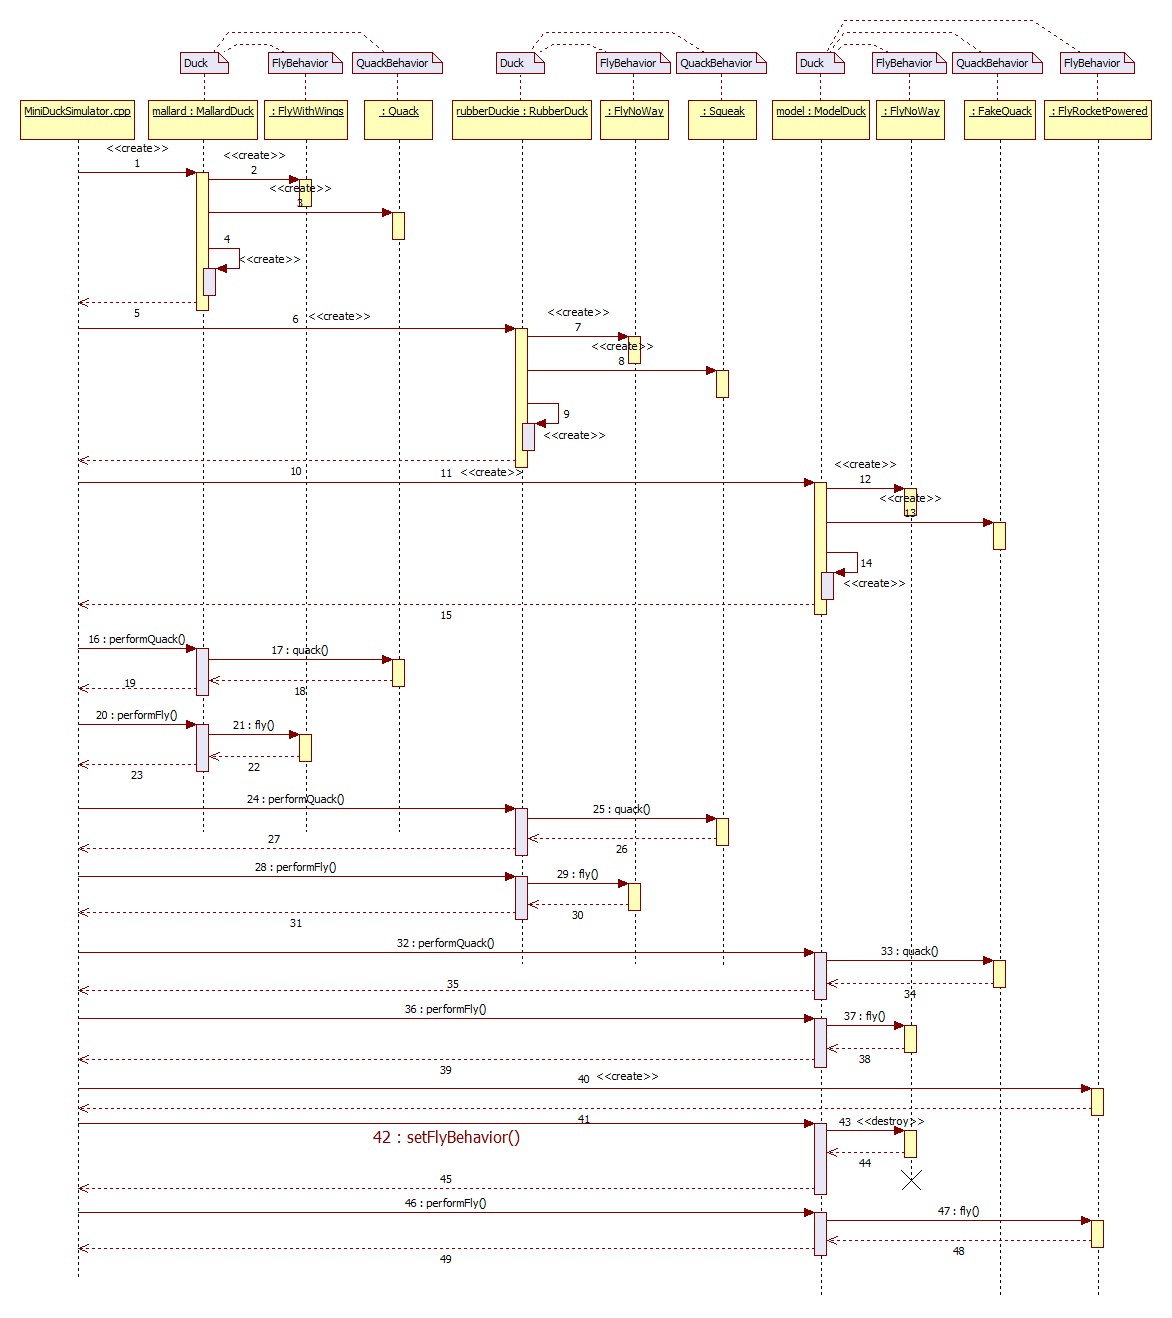 Duck FlyBehavior QuackBehavior Duck FlyBehavior QuackBehavior Duck FlyBehavior QuackBehavior FlyBehavior
MiniDuckSimulator.cpp mallard : MallardDuck : FlyWithWings : Quack rubberDuckie : RubberDuck : FlyNoWay : Squeak model : ModelDuck : FlyNoWay : FakeQuack : FlyRocketPowered
<<create>>
1
<<create>>
2
<<create>>
3
4
<<create>>
5
6 <<create>>
<<create>>
7
<<create>>
8
9
<<create>>
10
11 <<create>>
<<create>>
12
<<create>>
13
14
<<create>>
15
16 : performQuack()
17 : quack()
18
19
20 : performFly()
21 : fly()
22
23
24 : performQuack()
25 : quack()
26
27
28 : performFly()
29 : fly()
30
31
32 : performQuack()
33 : quack()
34
35
36 : performFly()
37 : fly()
38
39
40 <<create>>
41
42 : setFlyBehavior()
43 <<destroy>>
44
45
46 : performFly()
47 : fly()
48
49